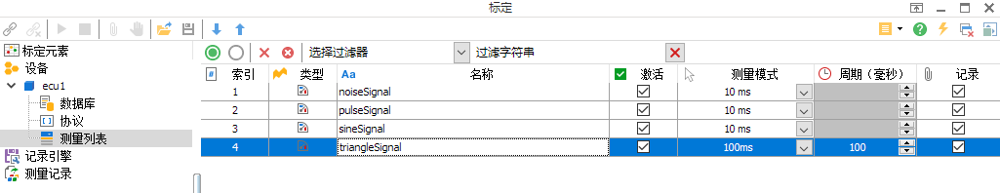 标定
标定元素
设备
ecu1
数据库
协议
测量列表
记录引擎
测量记录
选择过滤器 过滤字符串
# 索引 类型 Aa 名称 激活 测量模式 周期（毫秒） 记录
1 noiseSignal 10 ms
2 pulseSignal 10 ms
3 sineSignal 10 ms
4 triangleSignal 100ms 100